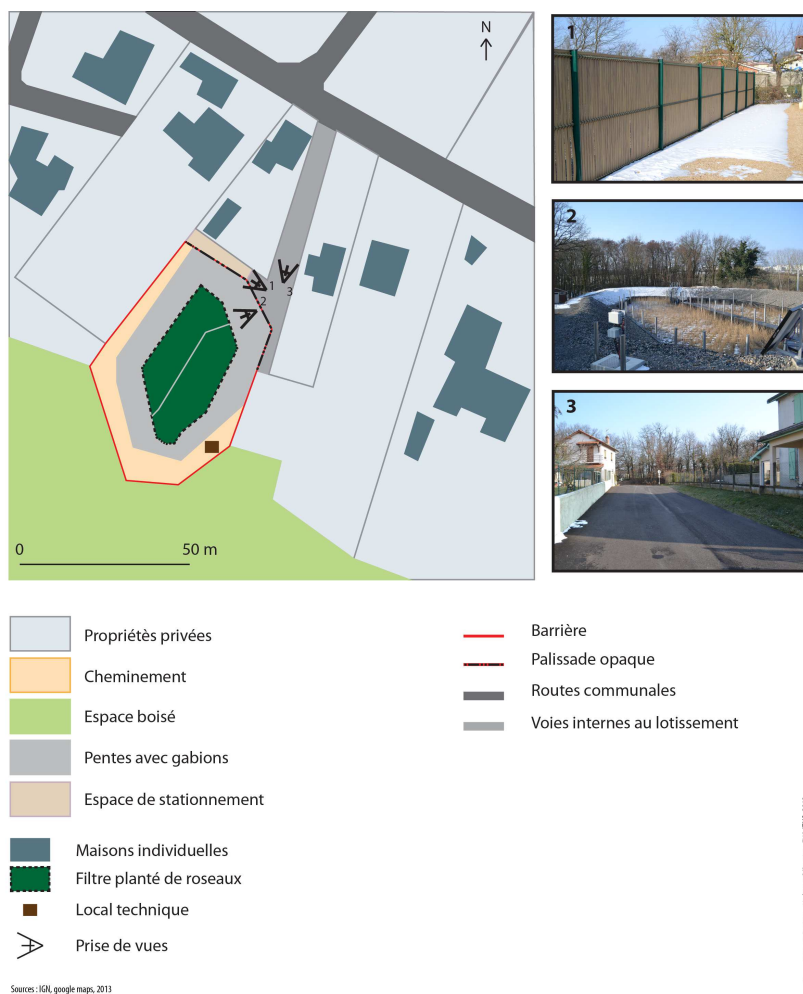 N
1
2
3
1
2
3
0
50 m
Propriétès privées
Cheminement
Espace boisé
Pentes avec gabions
Espace de stationnement
Maisons individuelles
Filtre planté de roseaux
Local technique
Prise de vues
Barrière
Palissade opaque
Routes communales
Voies internes au lotissement
Sources : IGN, google maps, 2013